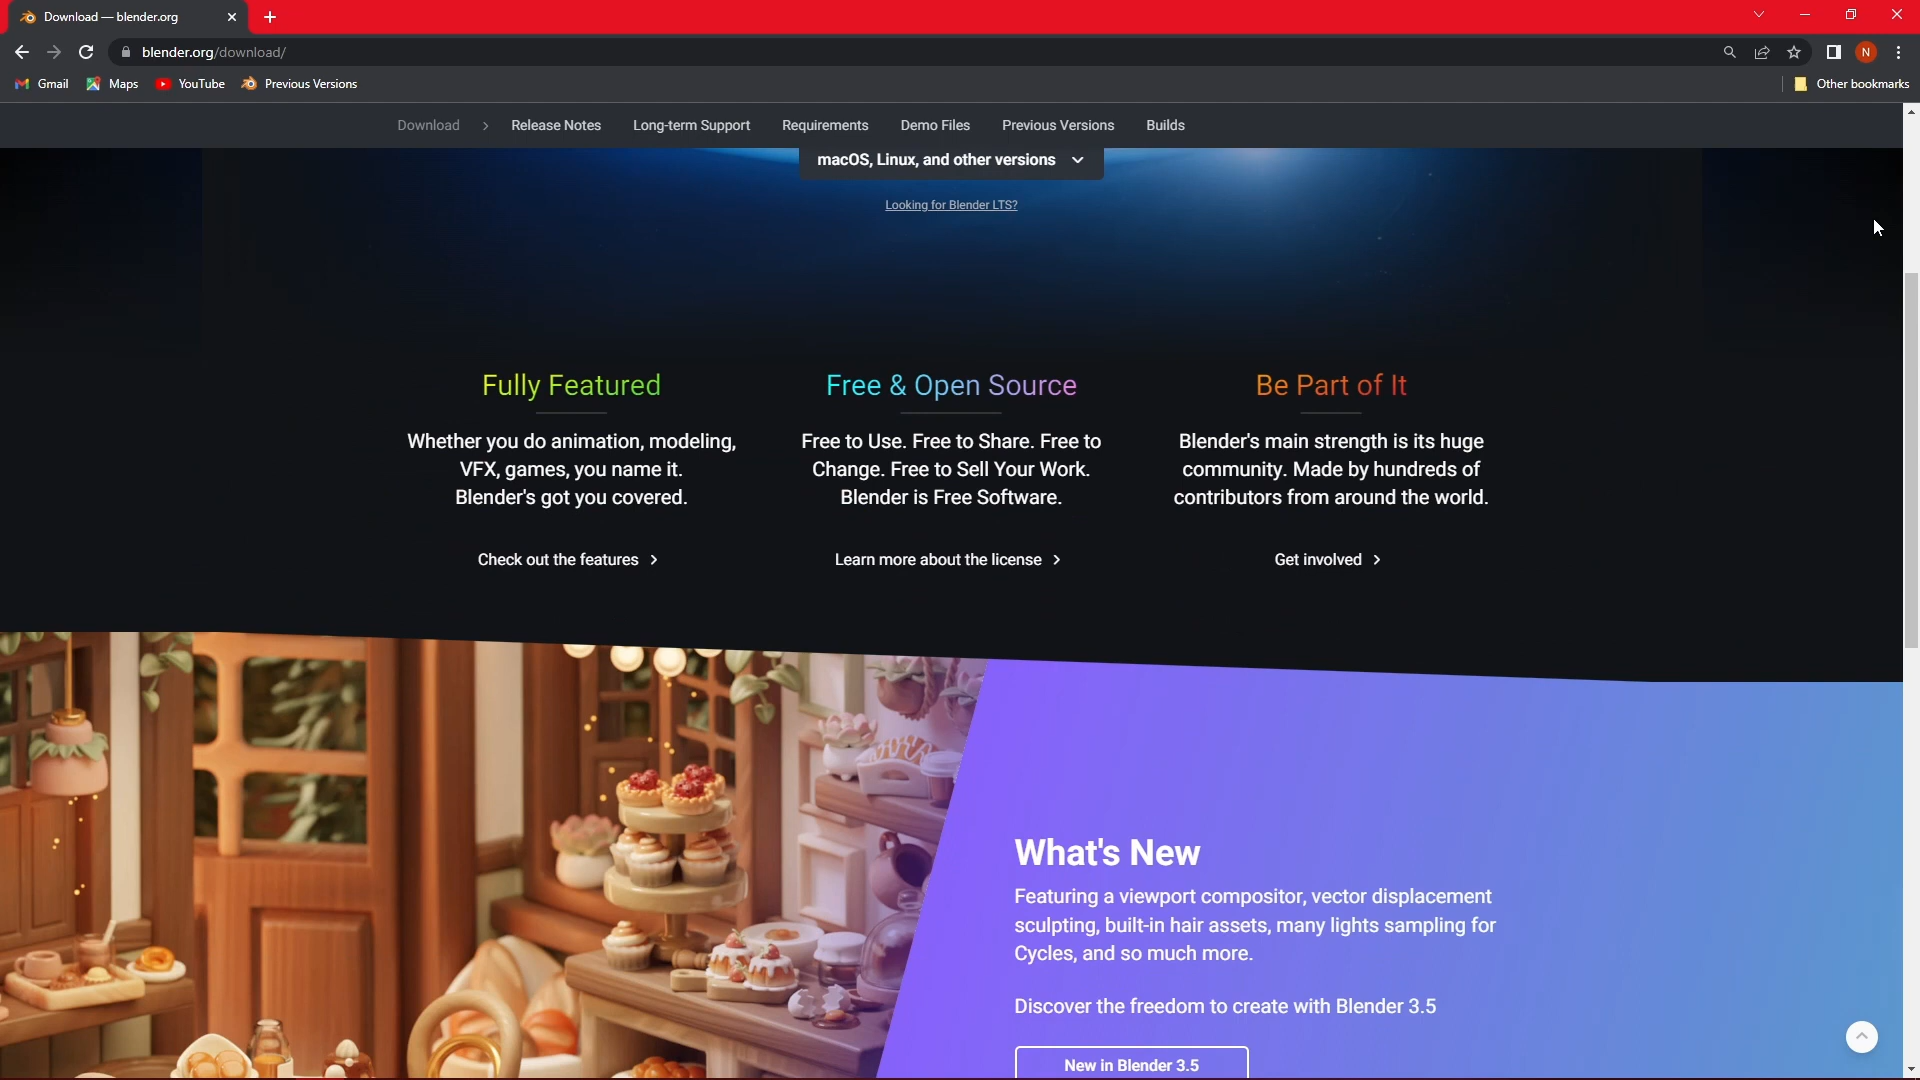 Download — blender.org
blender.org/download/
N
Gmail Maps YouTube Previous Versions Other bookmarks
Download > Release Notes Long-term Support Requirements Demo Files Previous Versions Builds
macOS, Linux, and other versions
Looking for Blender LTS?
Fully Featured
Whether you do animation, modeling,
VFX, games, you name it.
Blender's got you covered.
Check out the features >
Free & Open Source
Free to Use. Free to Share. Free to
Change. Free to Sell Your Work.
Blender is Free Software.
Learn more about the license >
Be Part of It
Blender's main strength is its huge
community. Made by hundreds of
contributors from around the world.
Get involved >
What's New
Featuring a viewport compositor, vector displacement
sculpting, built-in hair assets, many lights sampling for
Cycles, and so much more.
Discover the freedom to create with Blender 3.5
New in Blender 3.5